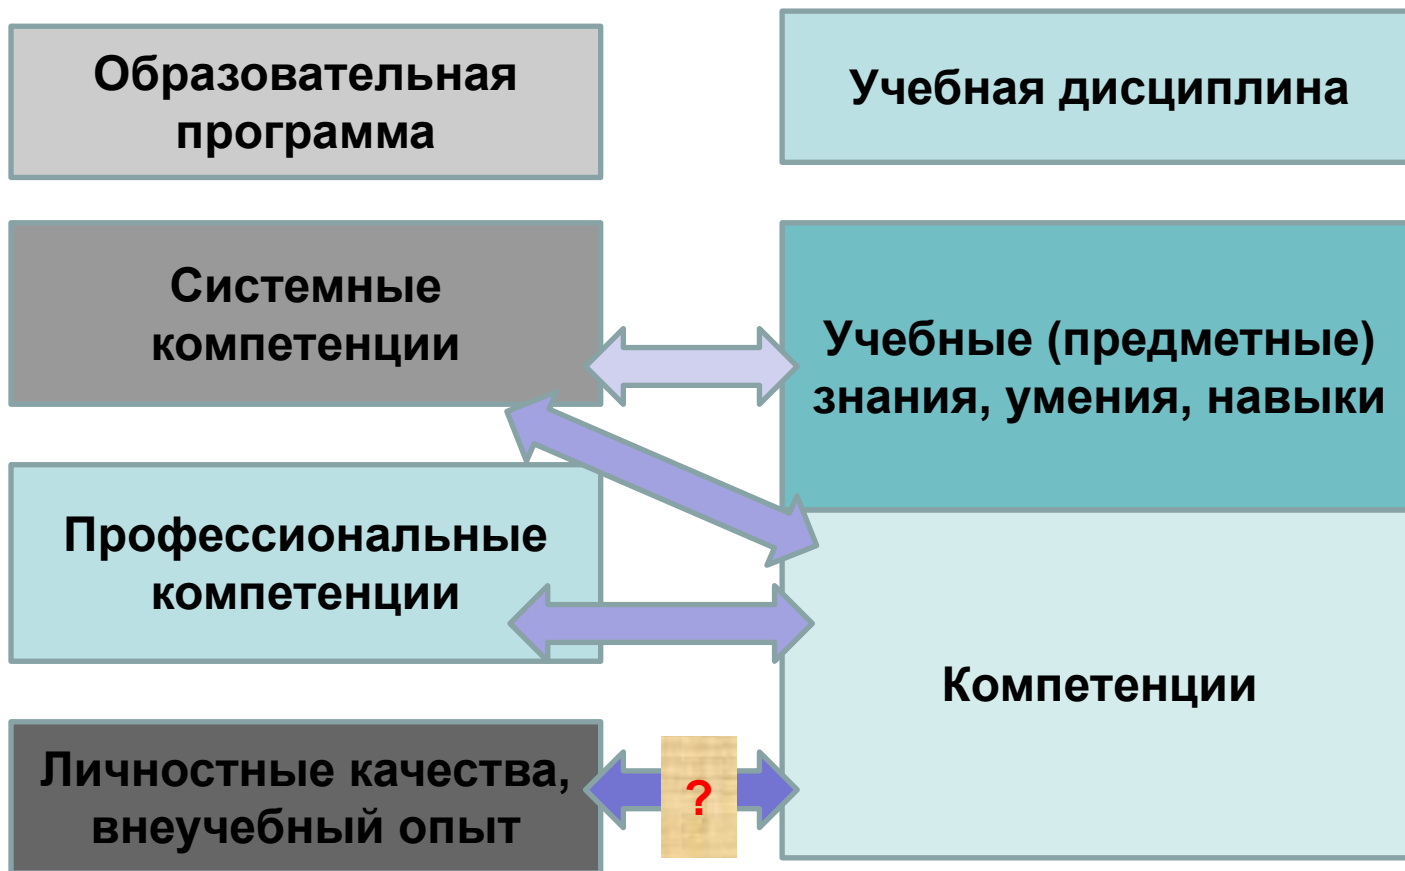 Образовательная
программа
Учебная дисциплина
Системные
компетенции
Учебные (предметные)
знания, умения, навыки
Профессиональные
компетенции
Компетенции
Личностные качества,
внеучебный опыт
?